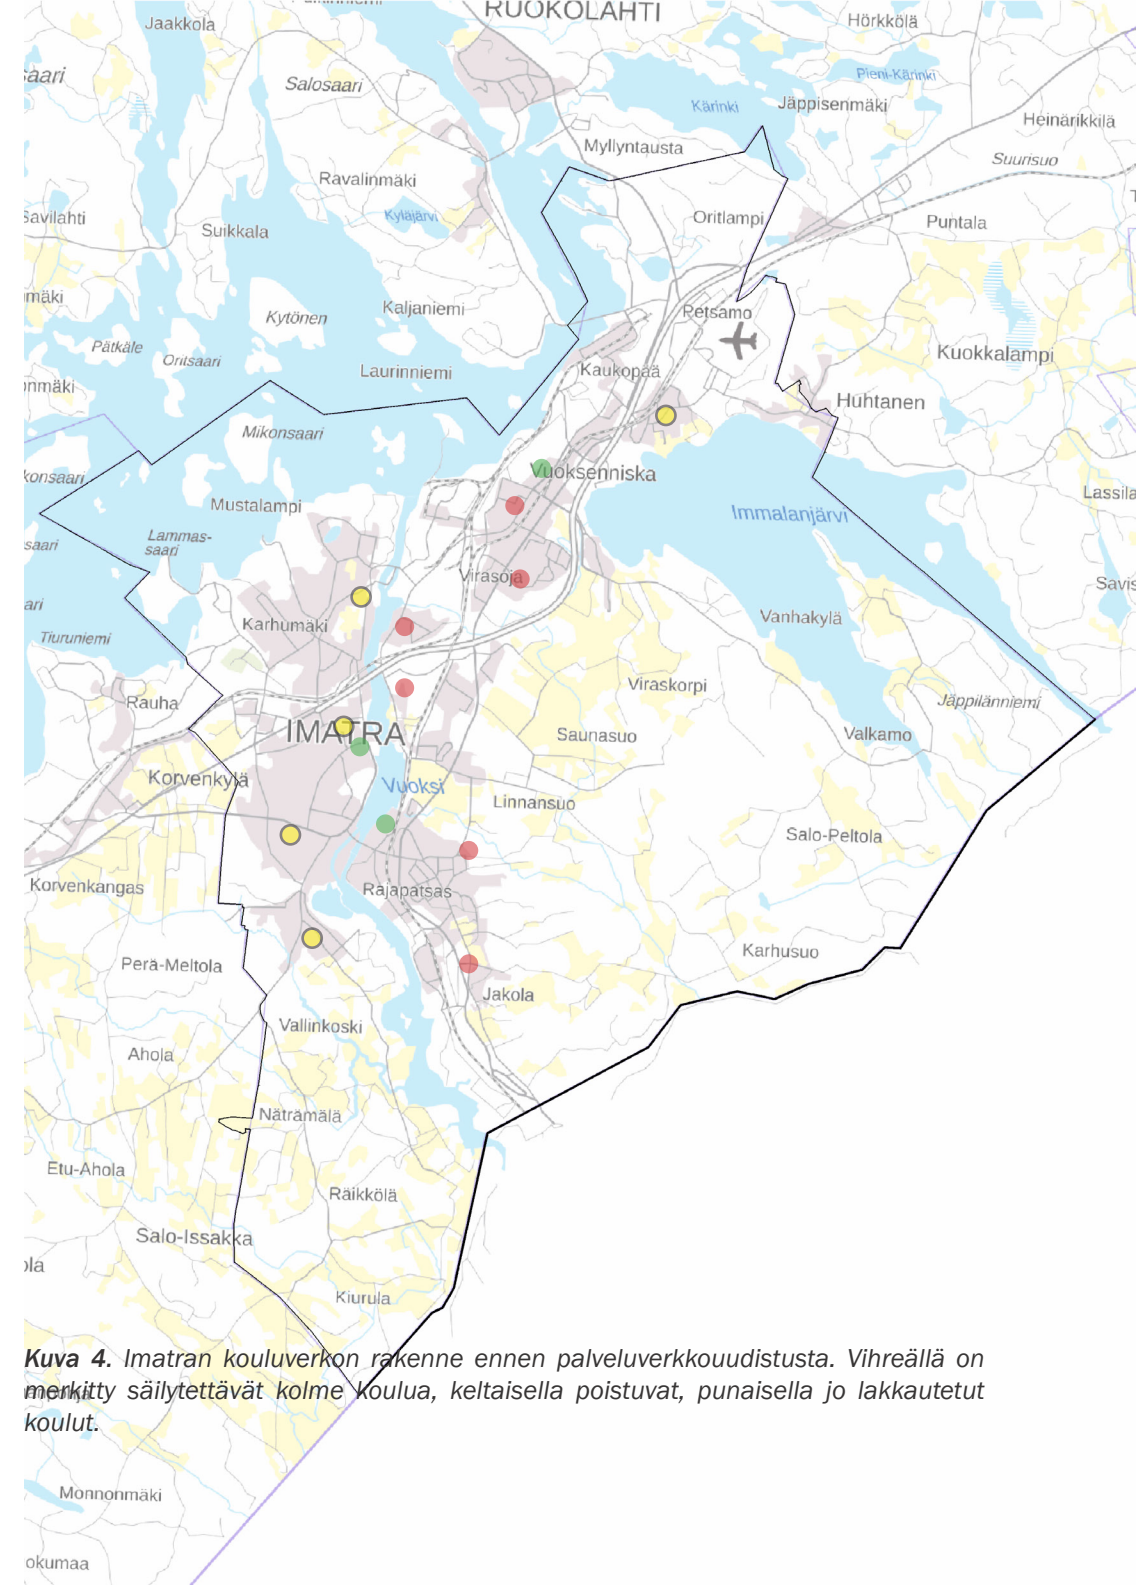 RUOKOLAHTI
Jaakkola
Hörkkölä
saari
Salosaari
Pieni-Kärinki
Kärinki
Jäppisenmäki
Heinärikkilä
Myllyntausta
Suurisuo
Ravalinmäki
Savilahti
Kyläjärvi
Oritlampi
Puntala
Suikkala
mäki
Kaljaniemi
Kytönen
Petsamo
Pätkäle
Oritsaari
Laurinniemi
Kaukopää
Kuokkalampi
nmäki
Huhtanen
Mikonsaari
konsaari
Vuoksenniska
Lassila
Mustalampi
Immalanjärvi
saari
Lammas-
saari
Virasoja
Savis
ari
Karhumäki
Vanhakylä
Tiuruniemi
Viraskorpi
Rauha
Jäppilänniemi
IMATRA
Saunasuo
Valkamo
Korvenkylä
Vuoksi
Linnansuo
Salo-Peltola
Korvenkangas
Rajapatsas
Perä-Meltola
Karhusuo
Jakola
Vallinkoski
Ahola
Näträmälä
Etu-Ahola
Räikkölä
Salo-Issakka
ola
Kiurula
Kuva 4. Imatran kouluverkon rakenne ennen palveluverkkouudistusta. Vihreällä on
merkitty säilytettävät kolme koulua, keltaisella poistuvat, punaisella jo lakkautetut
koulut.
Monnonmäki
okumaa